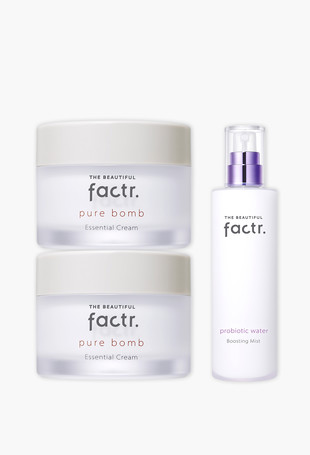 THE BEAUTIFUL
factr.
pure bomb
Essential Cream
THE BEAUTIFUL
factr.
pure bomb
Essential Cream
THE BEAUTIFUL
factr.
probiotic water
Boosting Mist